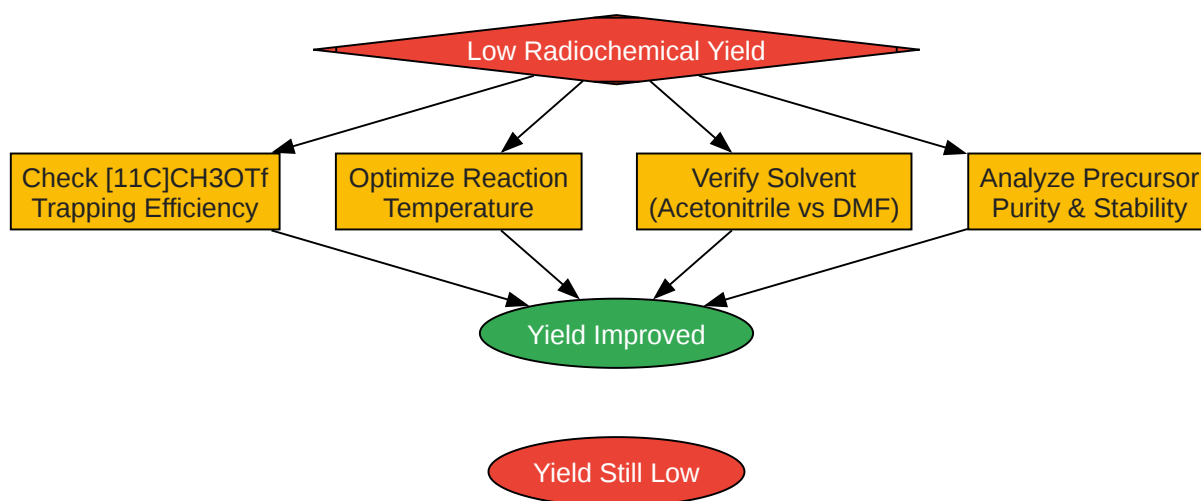 Low Radiochemical Yield
Check [11C]CH3OTf
Trapping Efficiency
Optimize Reaction
Temperature
Verify Solvent
(Acetonitrile vs DMF)
Analyze Precursor
Purity & Stability
Yield Improved
Yield Still Low